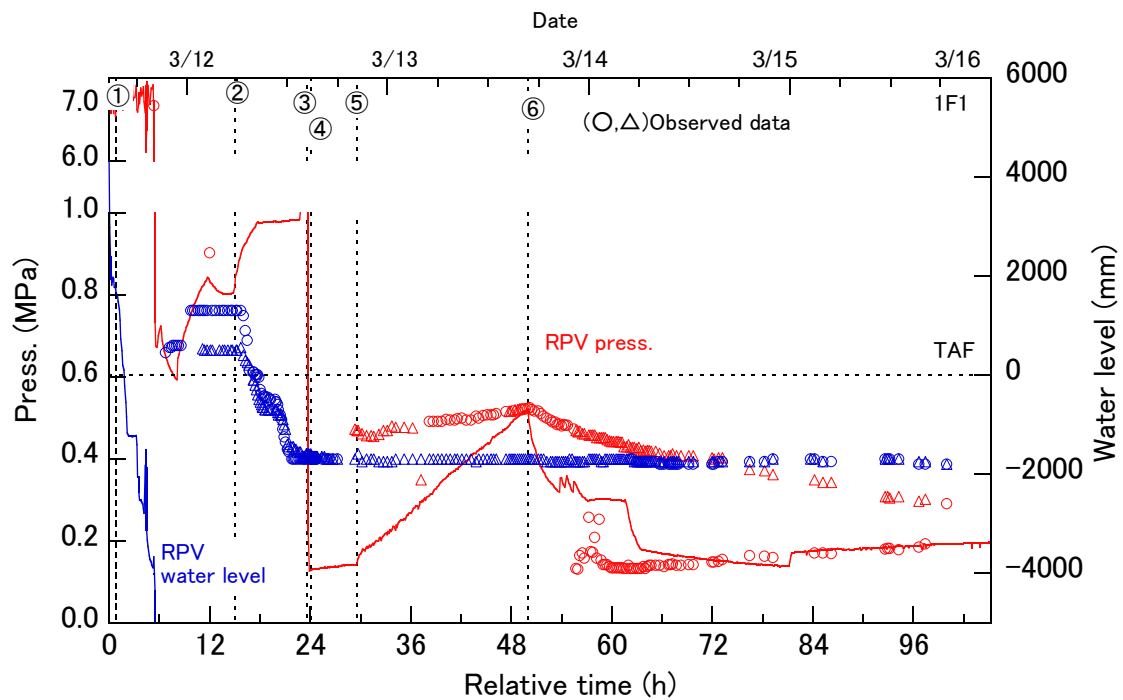 Date
3/12 3/13 3/14 3/15 3/16
① ② ③ ④ ⑤ ⑥
1F1
(○,△)Observed data
7.0
6.0
1.0
0.8
0.6
0.4
0.2
0.0
Press. (MPa)
6000
4000
2000
0
-2000
-4000
Water level (mm)
RPV press.
TAF
RPV
water level
0 12 24 36 48 60 72 84 96
Relative time (h)